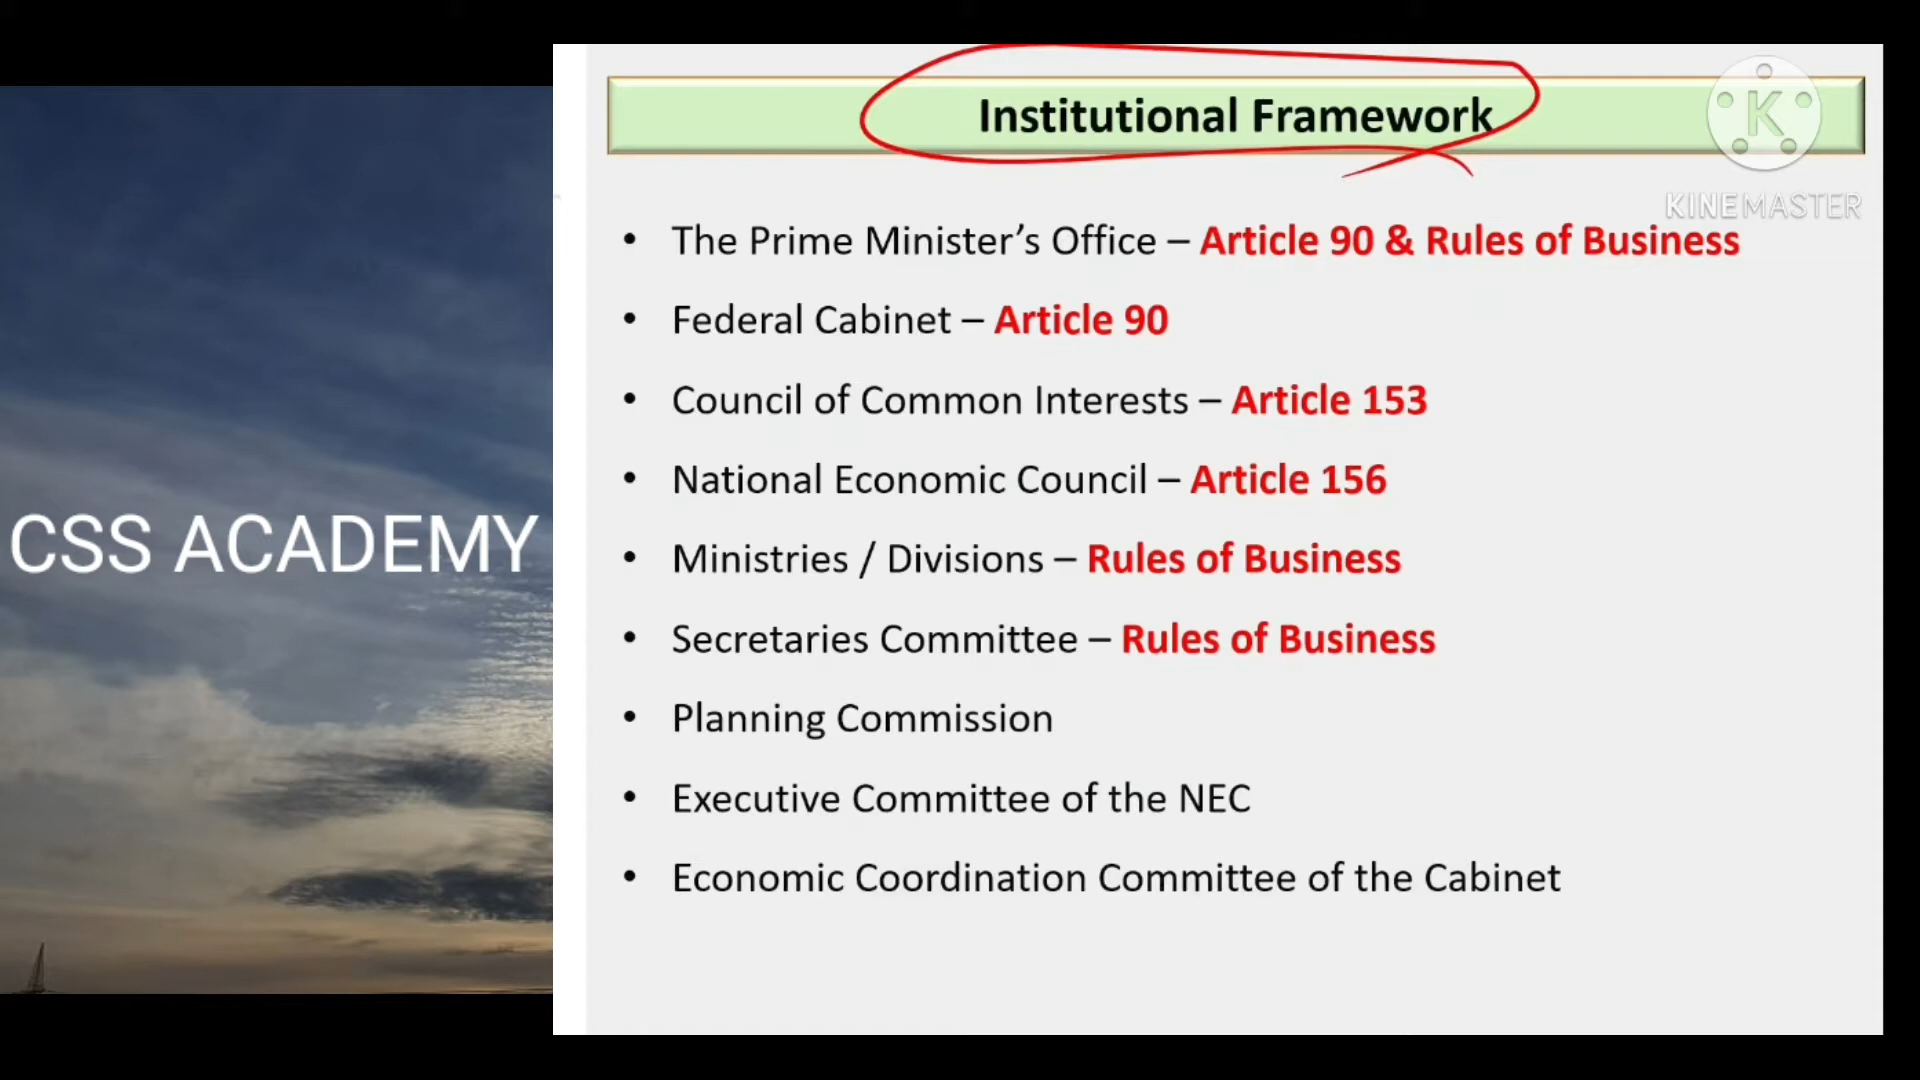 CSS ACADEMY
Institutional Framework
K
KINEMASTER
• The Prime Minister’s Office – Article 90 & Rules of Business
• Federal Cabinet – Article 90
• Council of Common Interests – Article 153
• National Economic Council – Article 156
• Ministries / Divisions – Rules of Business
• Secretaries Committee – Rules of Business
• Planning Commission
• Executive Committee of the NEC
• Economic Coordination Committee of the Cabinet